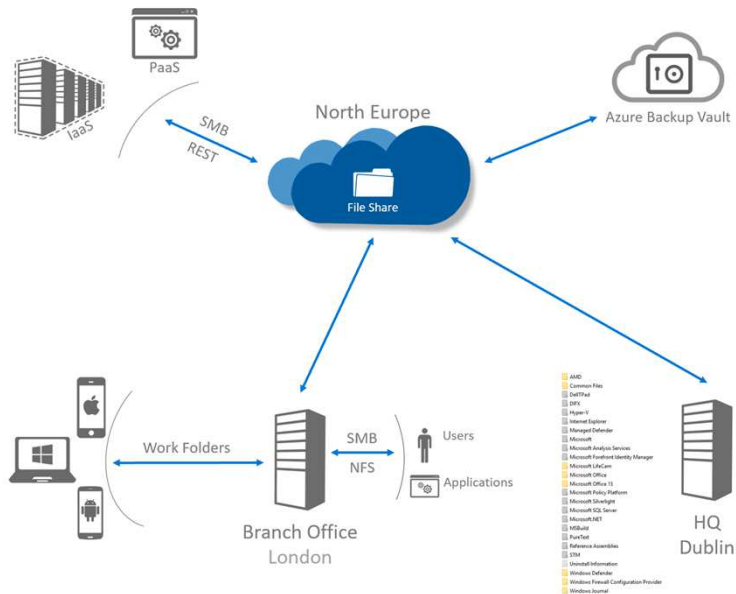 PaaS
IaaS
SMB
REST
North Europe
File Share
Azure Backup Vault
Work Folders
SMB
NFS
Users
Applications
Branch Office
London
AMD
Common Files
DellTPad
DIFX
Hyper-V
Internet Explorer
Managed Defender
Microsoft
Microsoft Analysis Services
Microsoft Forefront Identity Manager
Microsoft LifeCam
Microsoft Office
Microsoft Office 15
Microsoft Policy Platform
Microsoft Silverlight
Microsoft SQL Server
Microsoft.NET
MSBuild
PureText
Reference Assemblies
STM
Uninstall Information
Windows Defender
Windows Firewall Configuration Provider
Windows Journal
HQ
Dublin